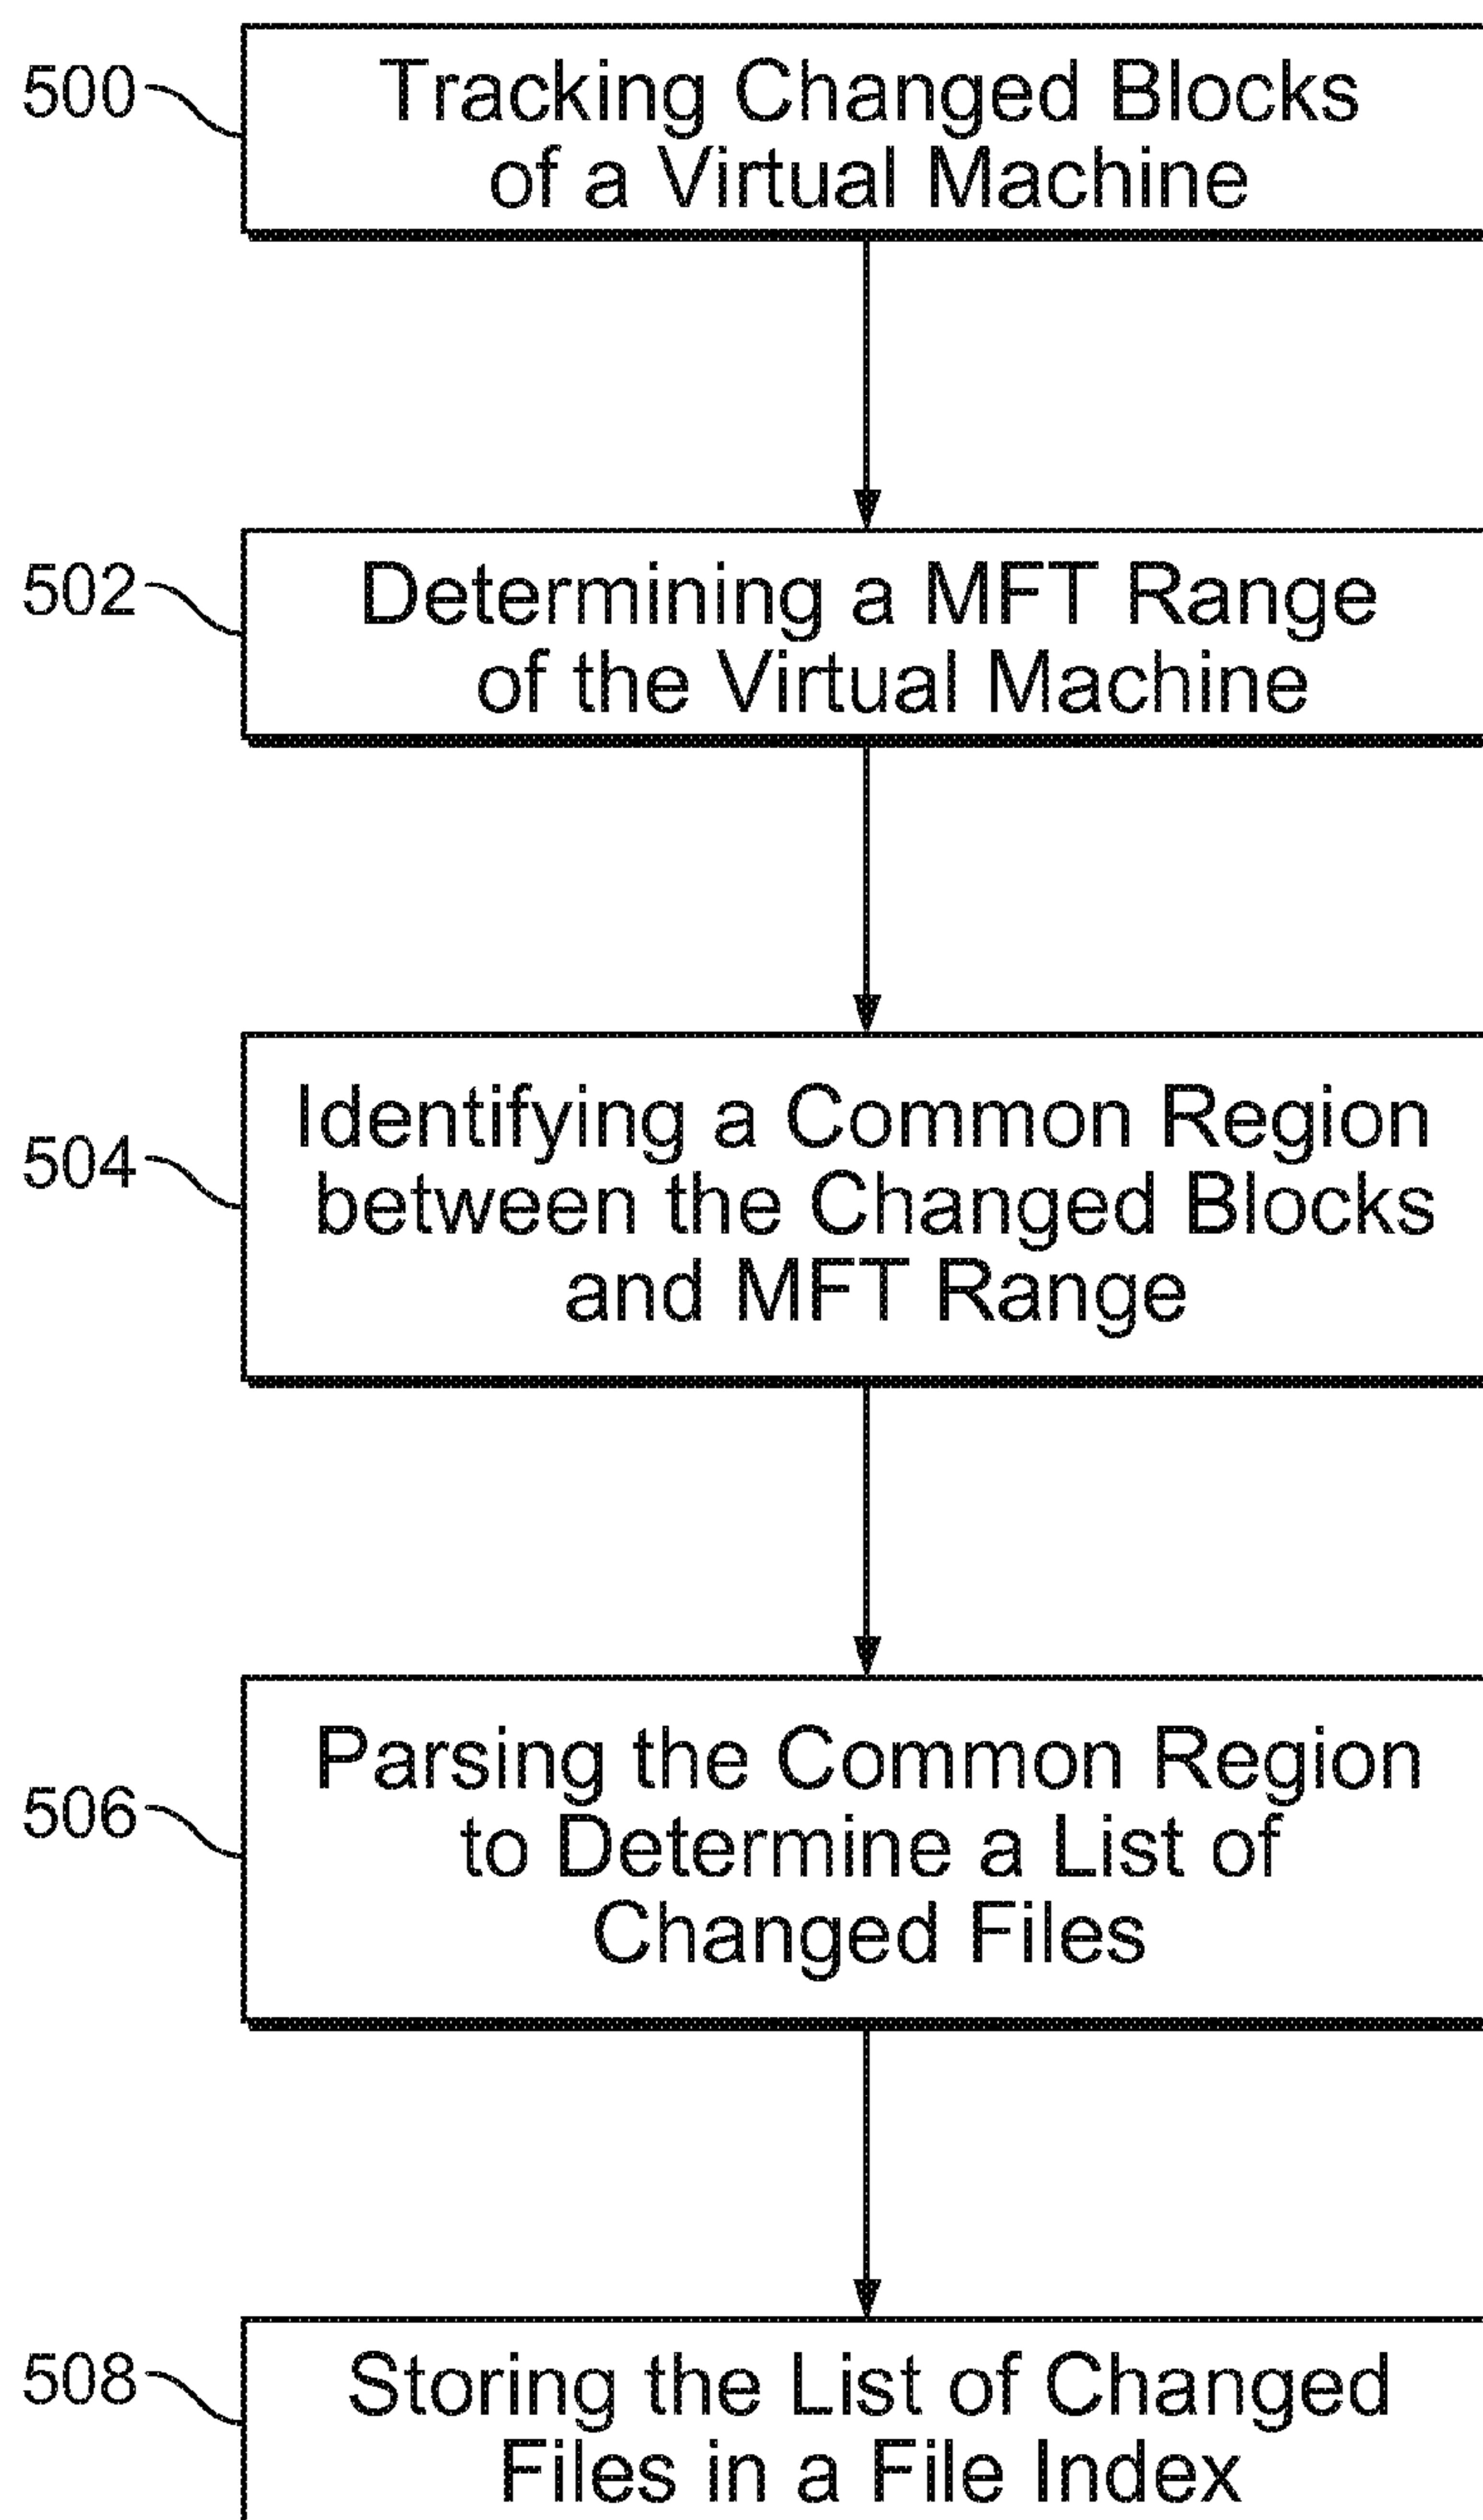 500
Tracking Changed Blocks
of a Virtual Machine
502
Determining a MFT Range
of the Virtual Machine
504
Identifying a Common Region
between the Changed Blocks
and MFT Range
506
Parsing the Common Region
to Determine a List of
Changed Files
508
Storing the List of Changed
Files in a File Index